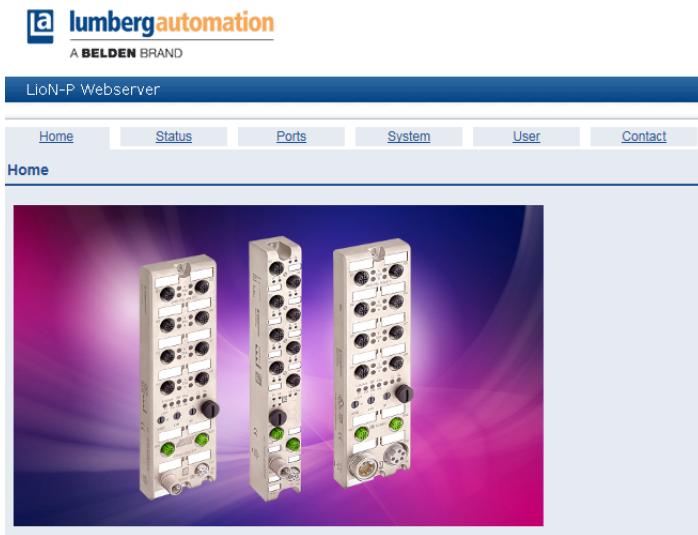 a lumbergautomation
A BELDEN BRAND
LioN-P Webserver
Home Status Ports System User Contact
Home